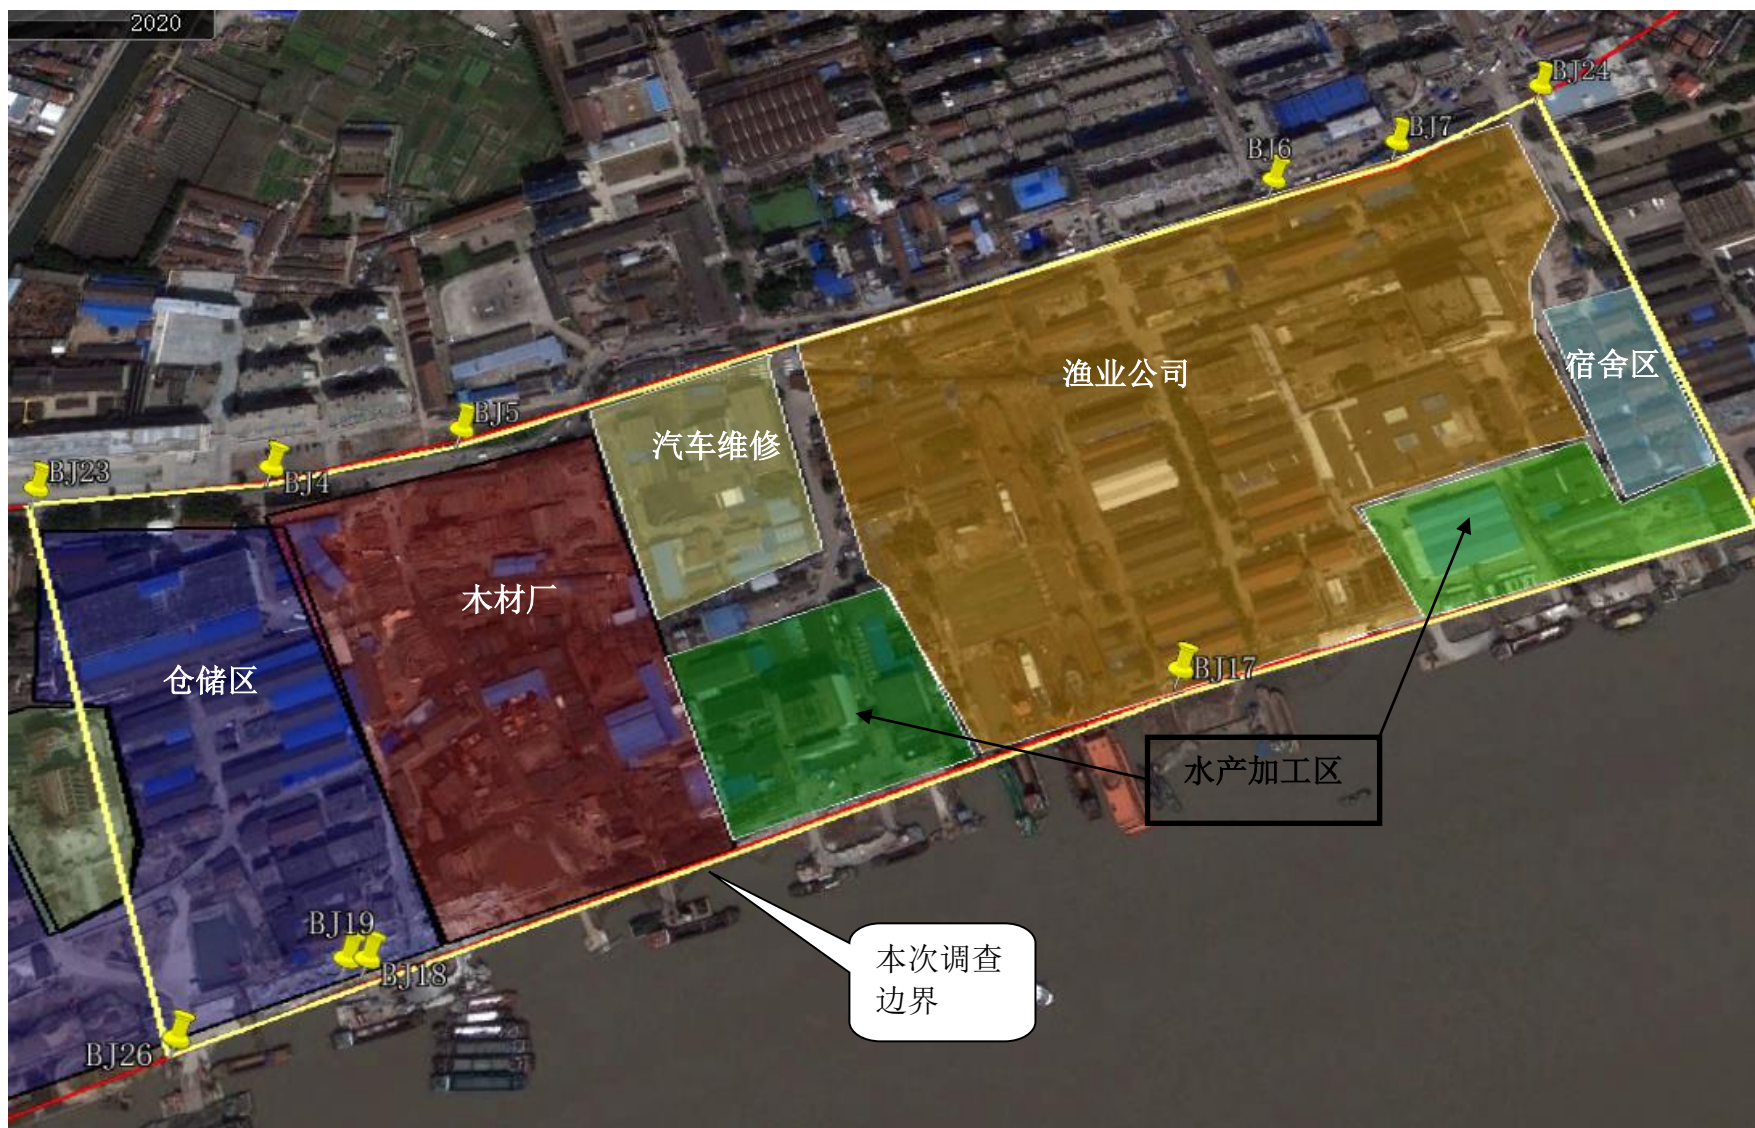 2020
BJ24
BJ7
BJ6
宿舍区
渔业公司
BJ5
汽车维修
BJ23
BJ4
木材厂
仓储区
BJ17
水产加工区
BJ19
BJ18
本次调查
边界
BJ26